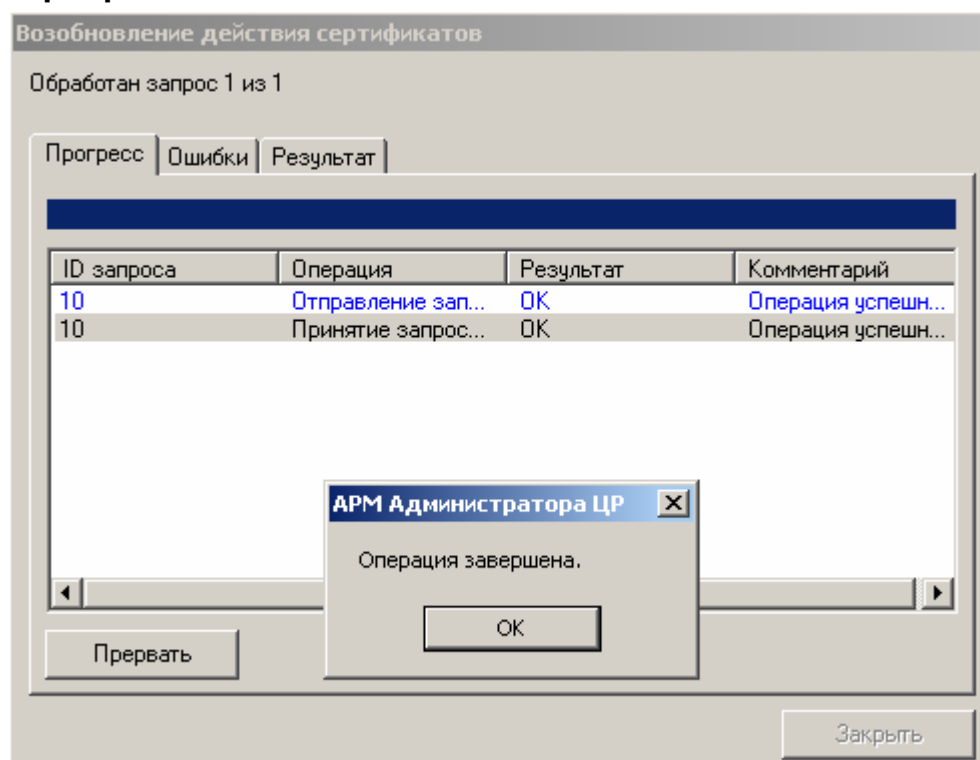 Возобновление действия сертификатов
Обработан запрос 1 из 1
Прогресс Ошибки Результат
ID запроса Операция Результат Комментарий
10 Отправление зап... OK Операция успешн...
10 Принятие запрос... OK Операция успешн...
АРМ Администратора ЦР
Операция завершена.
OK
Прервать
Закрыть